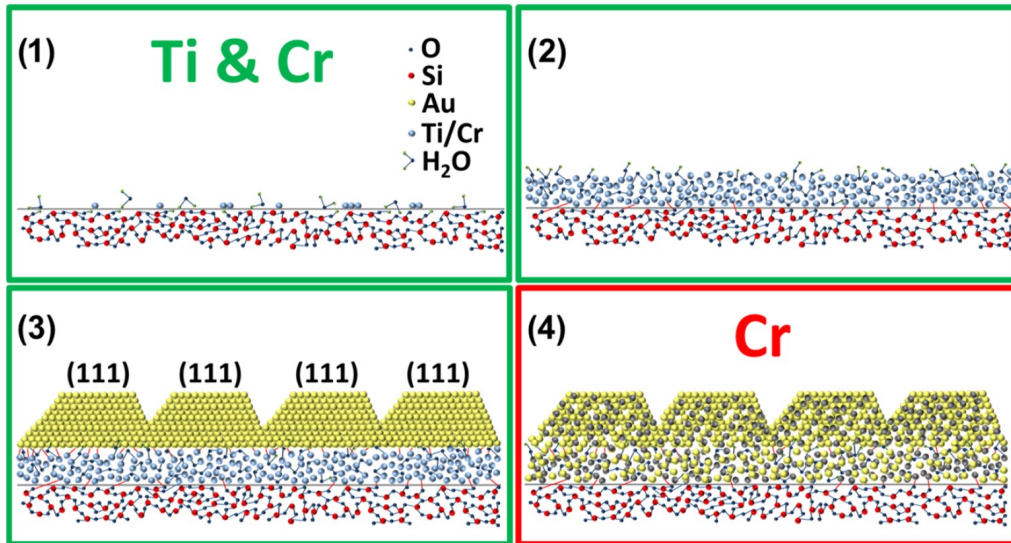 (1)
Ti & Cr
O
Si
Au
Ti/Cr
H₂O
(2)
(3)
(111) (111) (111) (111)
(4)
Cr